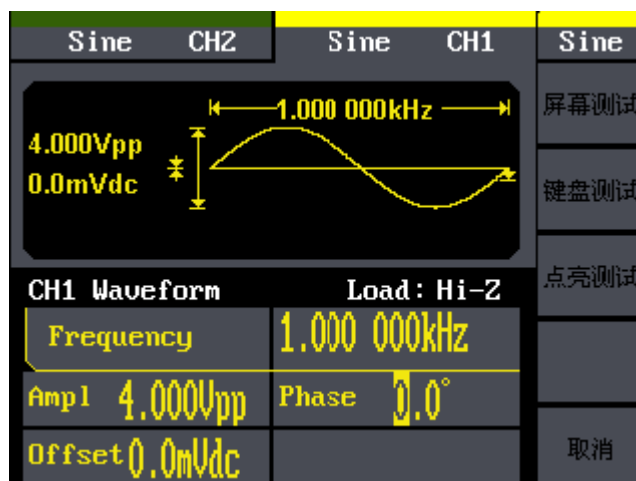 Sine CH2 Sine CH1 Sine
1.000 000kHz
4.000Vpp
0.0mVdc
屏幕测试
键盘测试
点亮测试
CH1 Waveform Load: Hi-Z
Frequency 1.000 000kHz
Ampl 4.000Vpp Phase 0.0°
Offset 0.0mVdc
取消